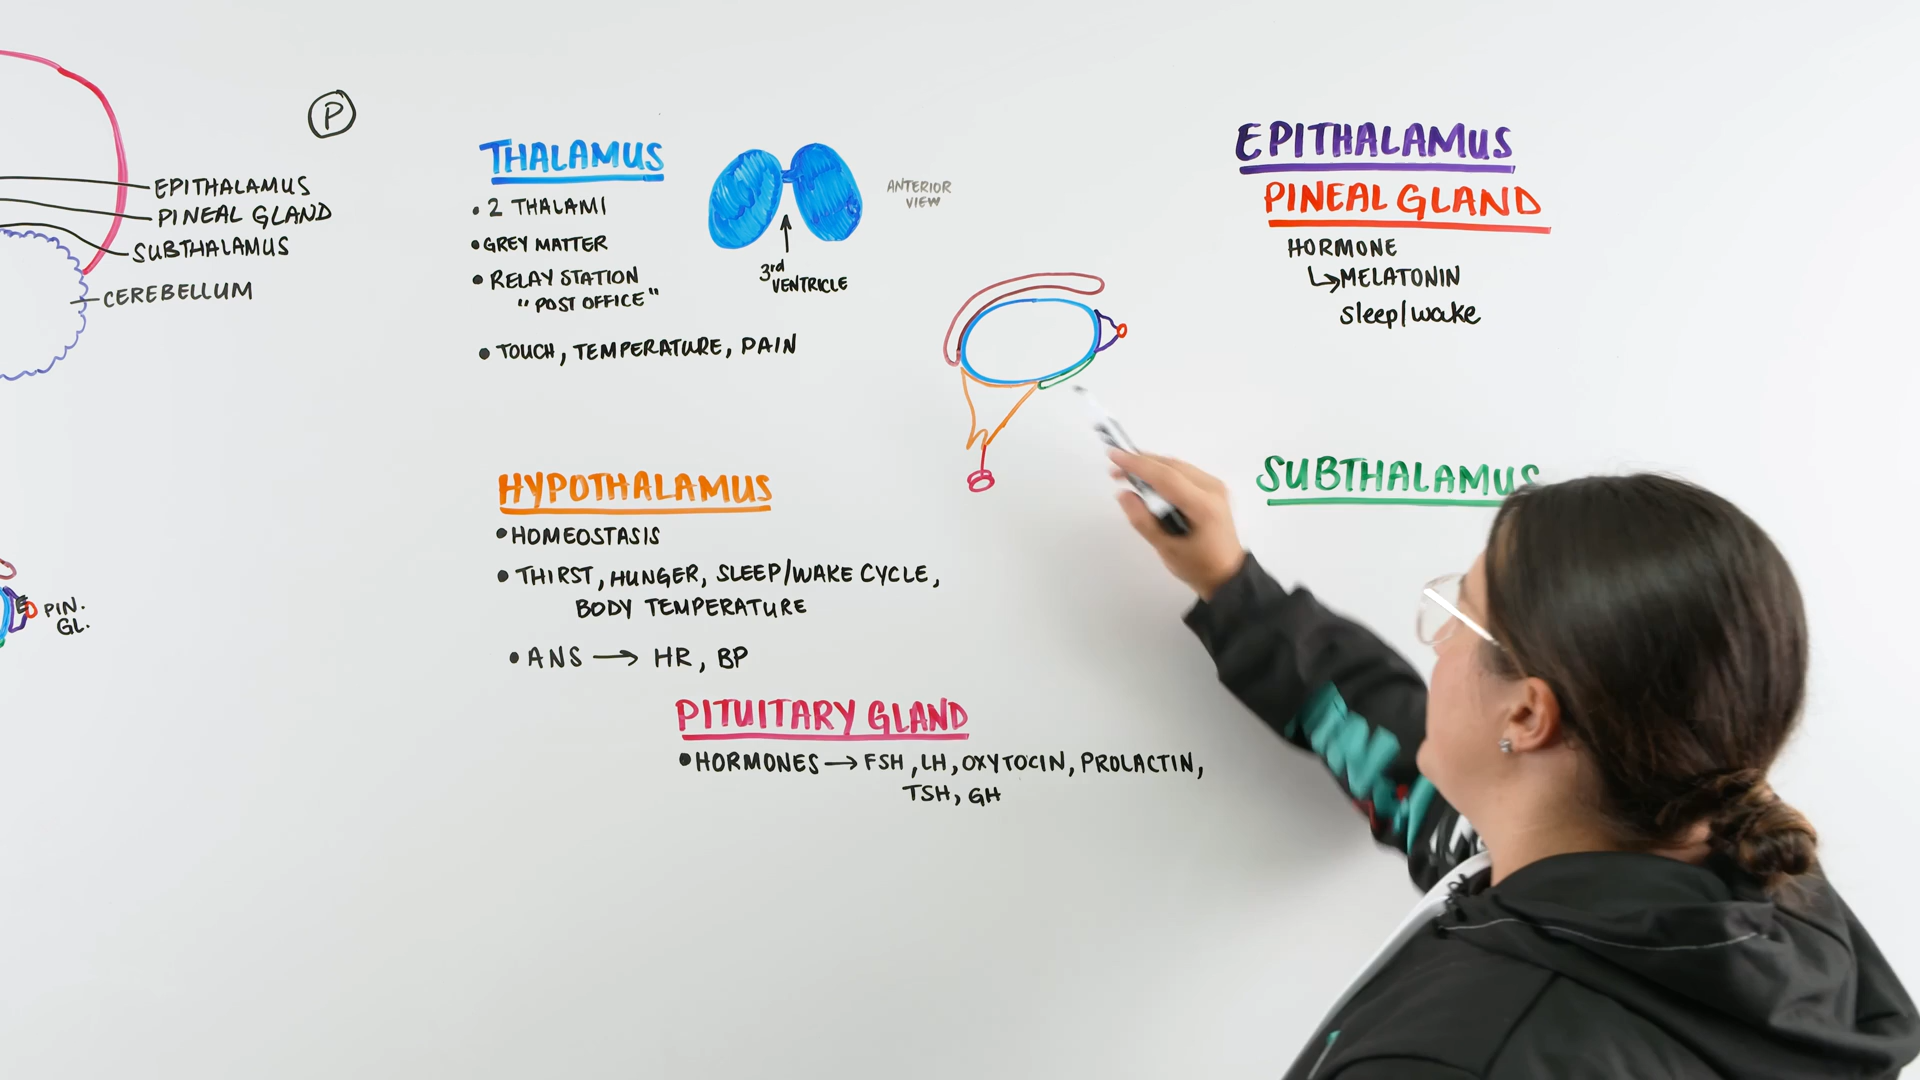 P
EPITHALAMUS
PINEAL GLAND
SUBTHALAMUS
CEREBELLUM
E PIN.
GL.
THALAMUS
• 2 THALAMI
• GREY MATTER
• RELAY STATION
"POST OFFICE"
• TOUCH, TEMPERATURE, PAIN
3rd
VENTRICLE
ANTERIOR
VIEW
HYPOTHALAMUS
• HOMEOSTASIS
• THIRST, HUNGER, SLEEP/WAKE CYCLE,
BODY TEMPERATURE
• ANS → HR, BP
PITUITARY GLAND
• HORMONES → FSH, LH, OXYTOCIN, PROLACTIN,
TSH, GH
EPITHALAMUS
PINEAL GLAND
HORMONE
↳ MELATONIN
sleep/wake
SUBTHALAMUS